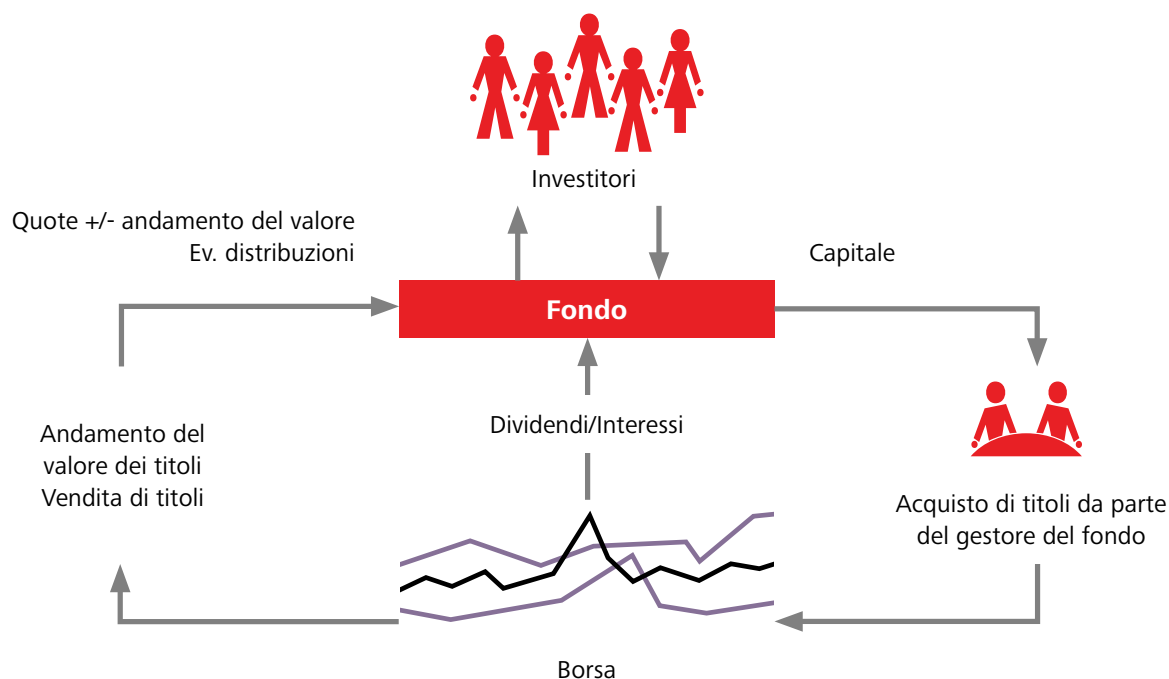 Investitori
Quote +/- andamento del valore
Ev. distribuzioni
Capitale
Fondo
Dividendi/Interessi
Andamento del
valore dei titoli
Vendita di titoli
Acquisto di titoli da parte
del gestore del fondo
Borsa